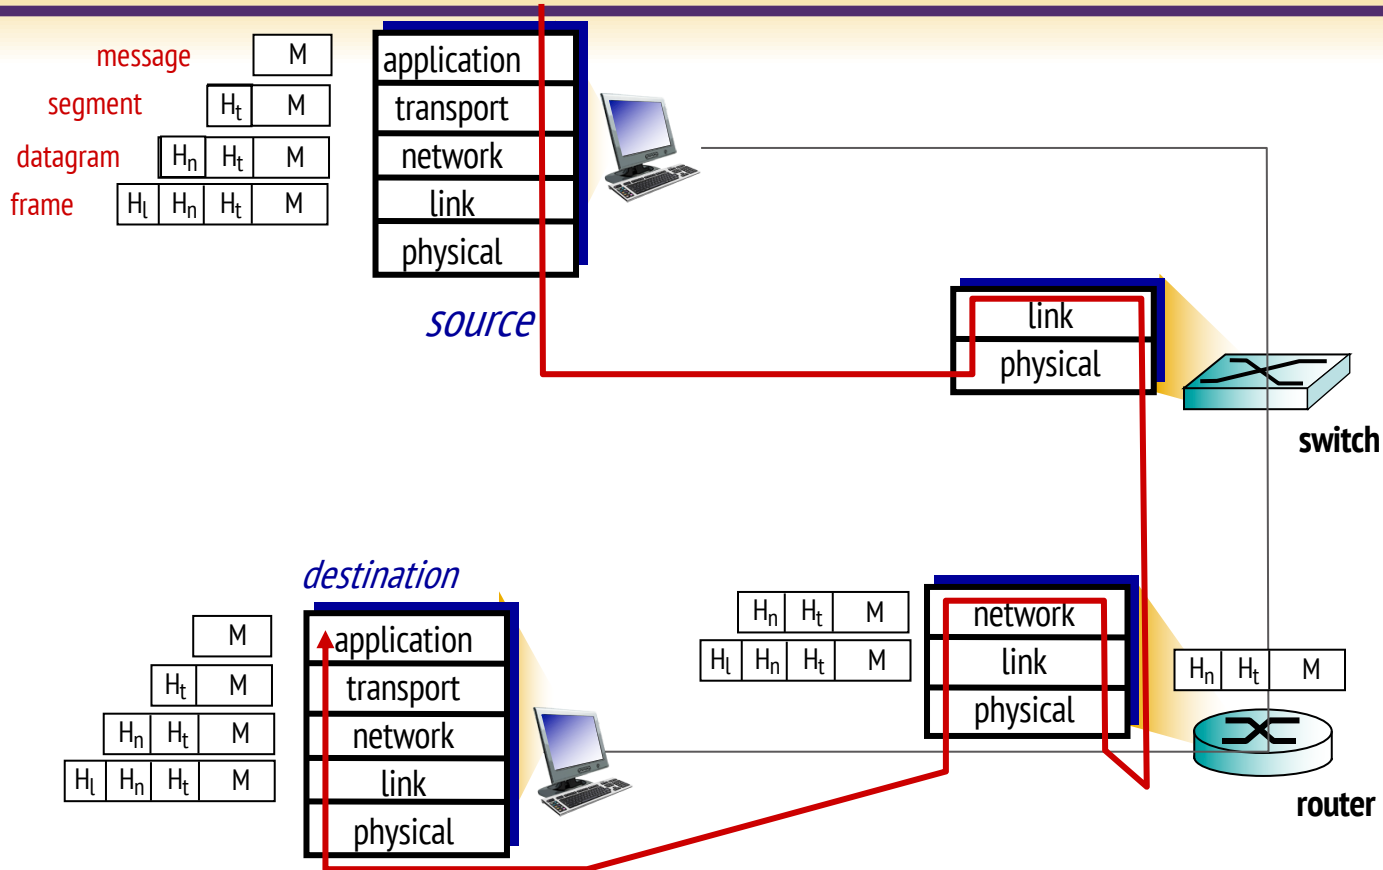 message M
segment Hₜ M
datagram Hₙ Hₜ M
frame Hₗ Hₙ Hₜ M
application
transport
network
link
physical
source
link
physical
switch
destination
M
Hₜ M
Hₙ Hₜ M
Hₗ Hₙ Hₜ M
application
transport
network
link
physical
Hₙ Hₜ M
Hₗ Hₙ Hₜ M
network
link
physical
Hₙ Hₜ M
router